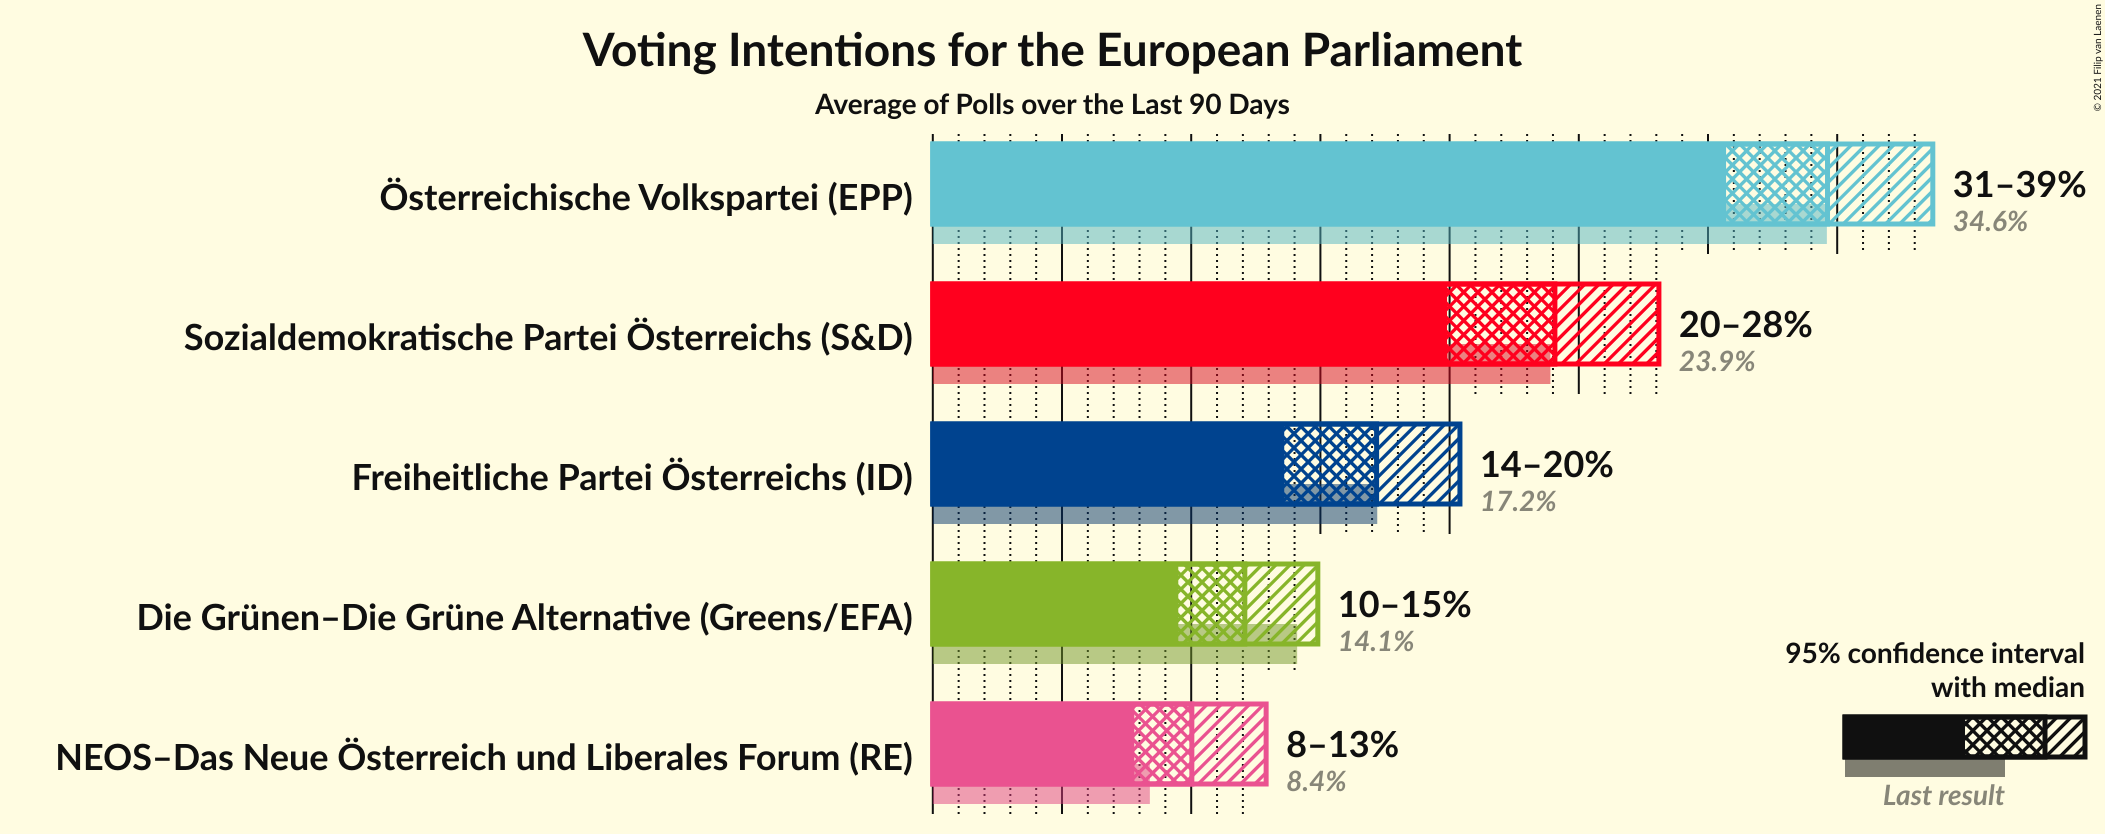 Voting Intentions for the European Parliament
Average of Polls over the Last 90 Days
© 2021 Filip van Laenen
Österreichische Volkspartei (EPP)
31–39%
34.6%
Sozialdemokratische Partei Österreichs (S&D)
20–28%
23.9%
Freiheitliche Partei Österreichs (ID)
14–20%
17.2%
Die Grünen–Die Grüne Alternative (Greens/EFA)
10–15%
14.1%
NEOS–Das Neue Österreich und Liberales Forum (RE)
8–13%
8.4%
95% confidence interval
with median
Last result